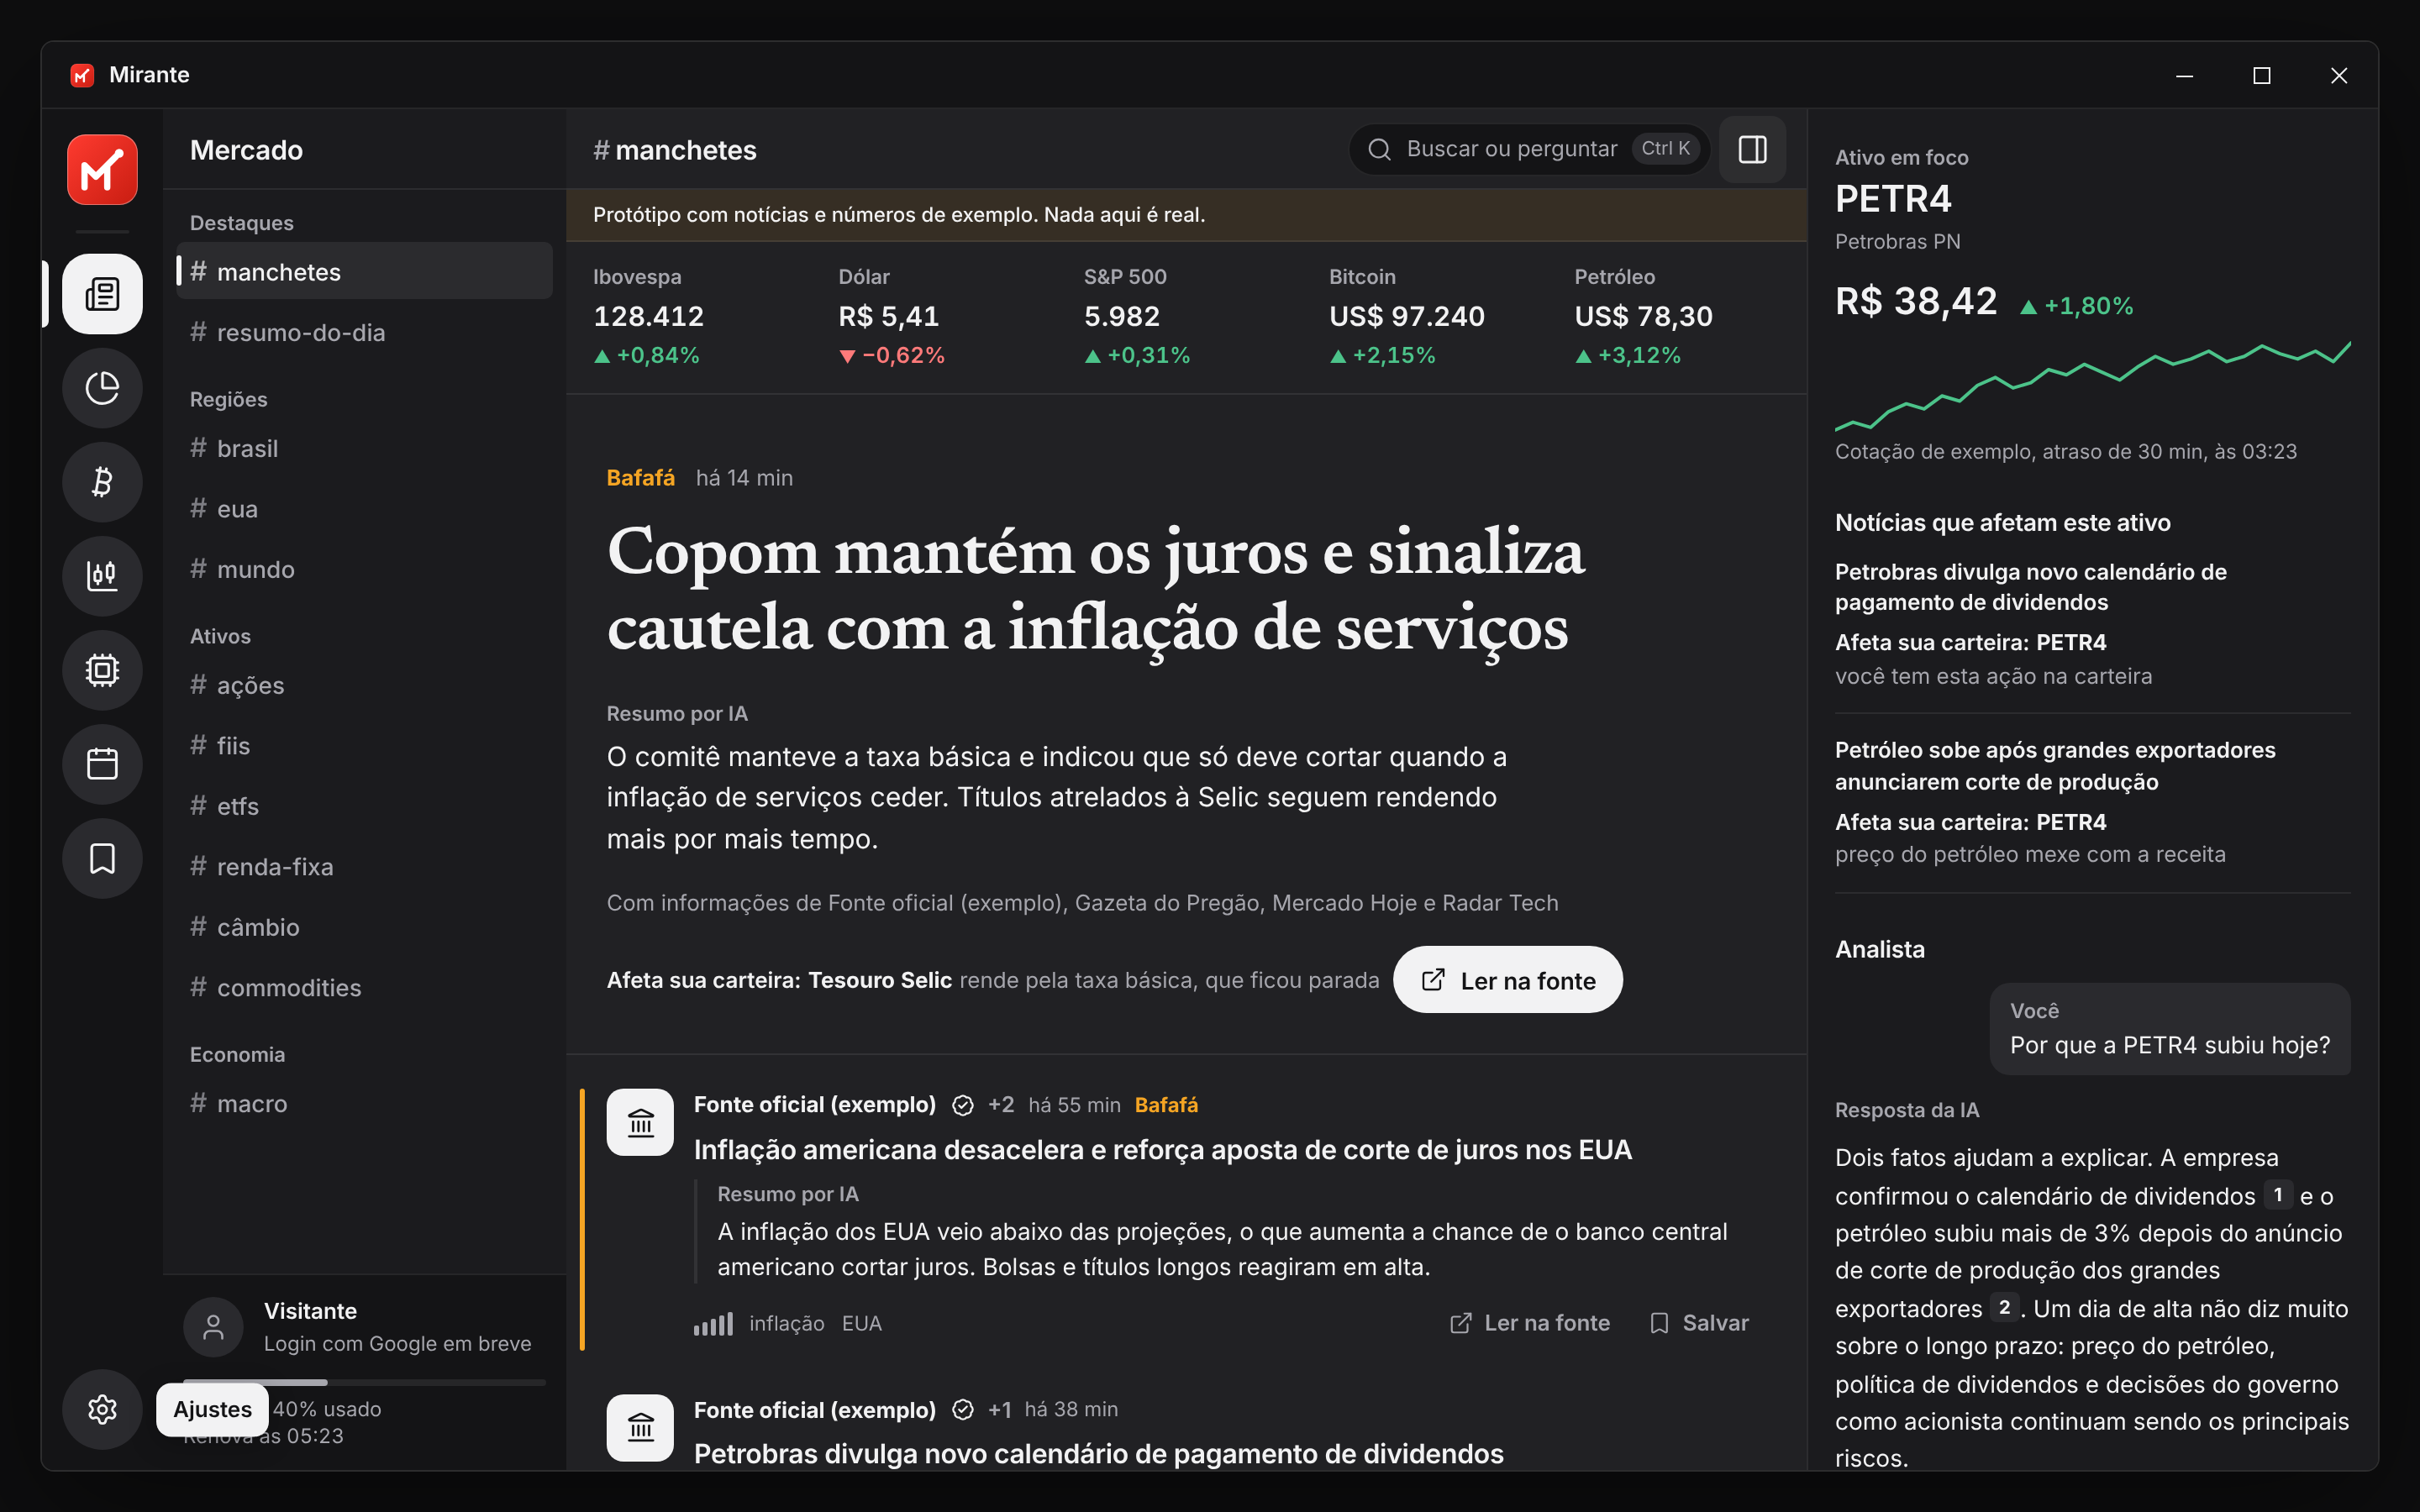 Mirante
Mercado
Destaques
# manchetes
# resumo-do-dia
Regiões
# brasil
# eua
# mundo
Ativos
# ações
# fiis
# etfs
# renda-fixa
# câmbio
# commodities
Economia
# macro
Visitante
Login com Google em breve
Ajustes
40% usado
às 05:23
# manchetes
Buscar ou perguntar Ctrl K
Protótipo com notícias e números de exemplo. Nada aqui é real.
Ibovespa
128.412
▲ +0,84%
Dólar
R$ 5,41
▼ −0,62%
S&P 500
5.982
▲ +0,31%
Bitcoin
US$ 97.240
▲ +2,15%
Petróleo
US$ 78,30
▲ +3,12%
Bafafá há 14 min
Copom mantém os juros e sinaliza
cautela com a inflação de serviços
Resumo por IA
O comitê manteve a taxa básica e indicou que só deve cortar quando a
inflação de serviços ceder. Títulos atrelados à Selic seguem rendendo
mais por mais tempo.
Com informações de Fonte oficial (exemplo), Gazeta do Pregão, Mercado Hoje e Radar Tech
Afeta sua carteira: Tesouro Selic rende pela taxa básica, que ficou parada
Ler na fonte
Fonte oficial (exemplo) +2 há 55 min Bafafá
Inflação americana desacelera e reforça aposta de corte de juros nos EUA
Resumo por IA
A inflação dos EUA veio abaixo das projeções, o que aumenta a chance de o banco central
americano cortar juros. Bolsas e títulos longos reagiram em alta.
inflação EUA
Ler na fonte
Salvar
Fonte oficial (exemplo) +1 há 38 min
Petrobras divulga novo calendário de pagamento de dividendos
Ativo em foco
PETR4
Petrobras PN
R$ 38,42 ▲ +1,80%
Cotação de exemplo, atraso de 30 min, às 03:23
Notícias que afetam este ativo
Petrobras divulga novo calendário de
pagamento de dividendos
Afeta sua carteira: PETR4
você tem esta ação na carteira
Petróleo sobe após grandes exportadores
anunciarem corte de produção
Afeta sua carteira: PETR4
preço do petróleo mexe com a receita
Analista
Você
Por que a PETR4 subiu hoje?
Resposta da IA
Dois fatos ajudam a explicar. A empresa
confirmou o calendário de dividendos 1 e o
petróleo subiu mais de 3% depois do anúncio
de corte de produção dos grandes
exportadores 2 . Um dia de alta não diz muito
sobre o longo prazo: preço do petróleo,
política de dividendos e decisões do governo
como acionista continuam sendo os principais
riscos.